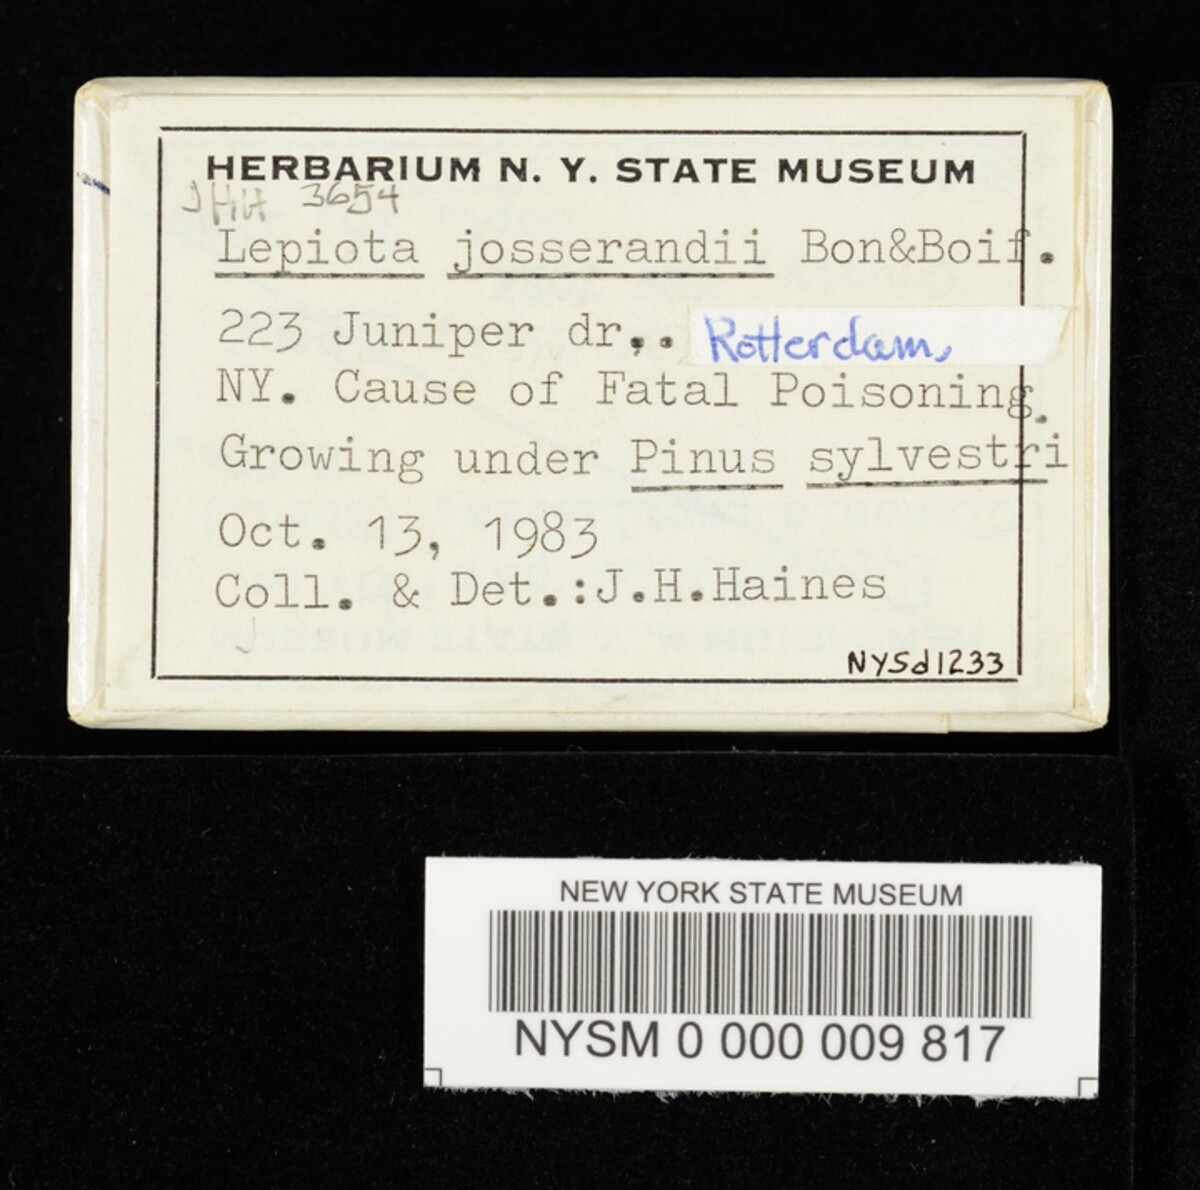 HERBARIUM N. Y. STATE MUSEUM
JHH 3654
Lepiota josserandii Bon&Boif.
223 Juniper dr,. Rotterdam,
NY. Cause of Fatal Poisoning.
Growing under Pinus sylvestri
Oct. 13, 1983
Coll. & Det.:J.H.Haines
NYSd1233
NEW YORK STATE MUSEUM
NYSM 0 000 009 817